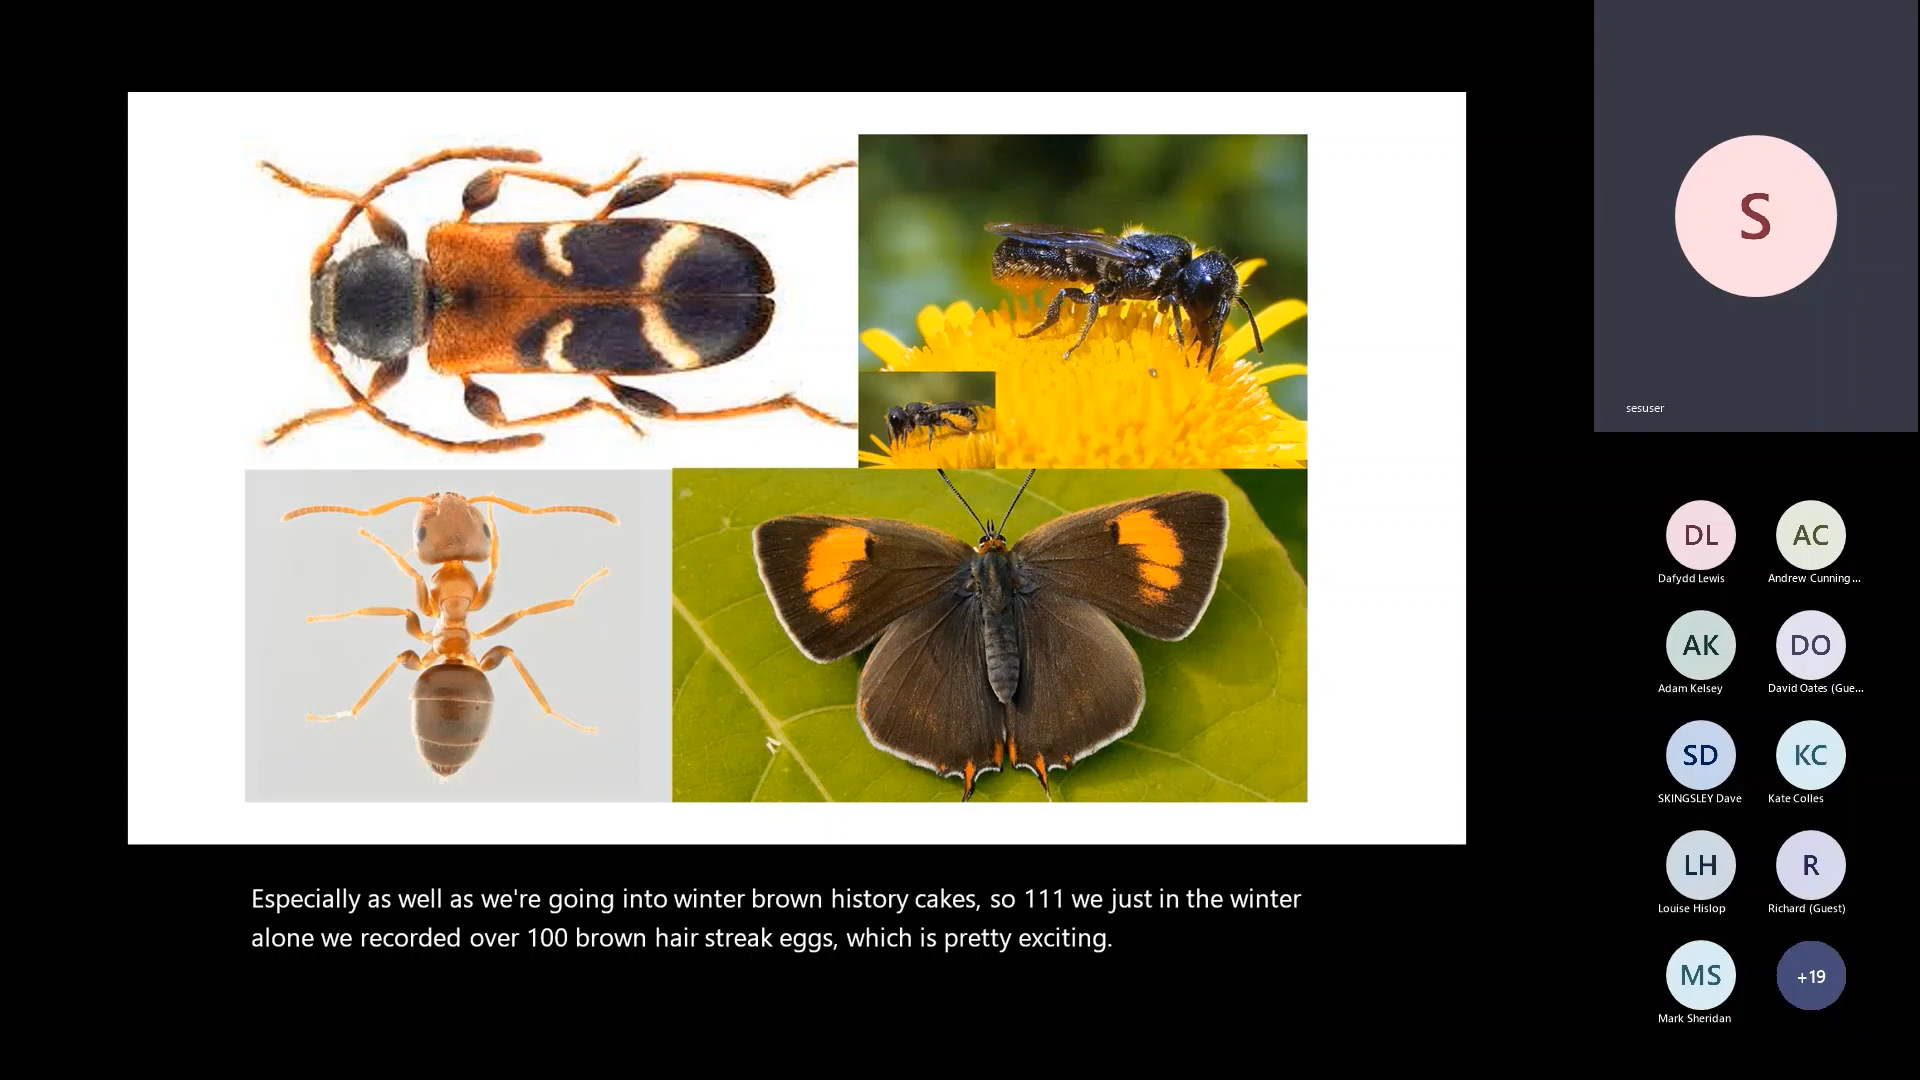 S
sesuser
DL
AC
Dafydd Lewis
Andrew Cunning...
AK
DO
Adam Kelsey
David Oates (Gue...
SD
KC
SKINGSLEY Dave
Kate Colles
LH
R
Louise Hislop
Richard (Guest)
MS
+19
Mark Sheridan
Especially as well as we're going into winter brown history cakes, so 111 we just in the winter
alone we recorded over 100 brown hair streak eggs, which is pretty exciting.